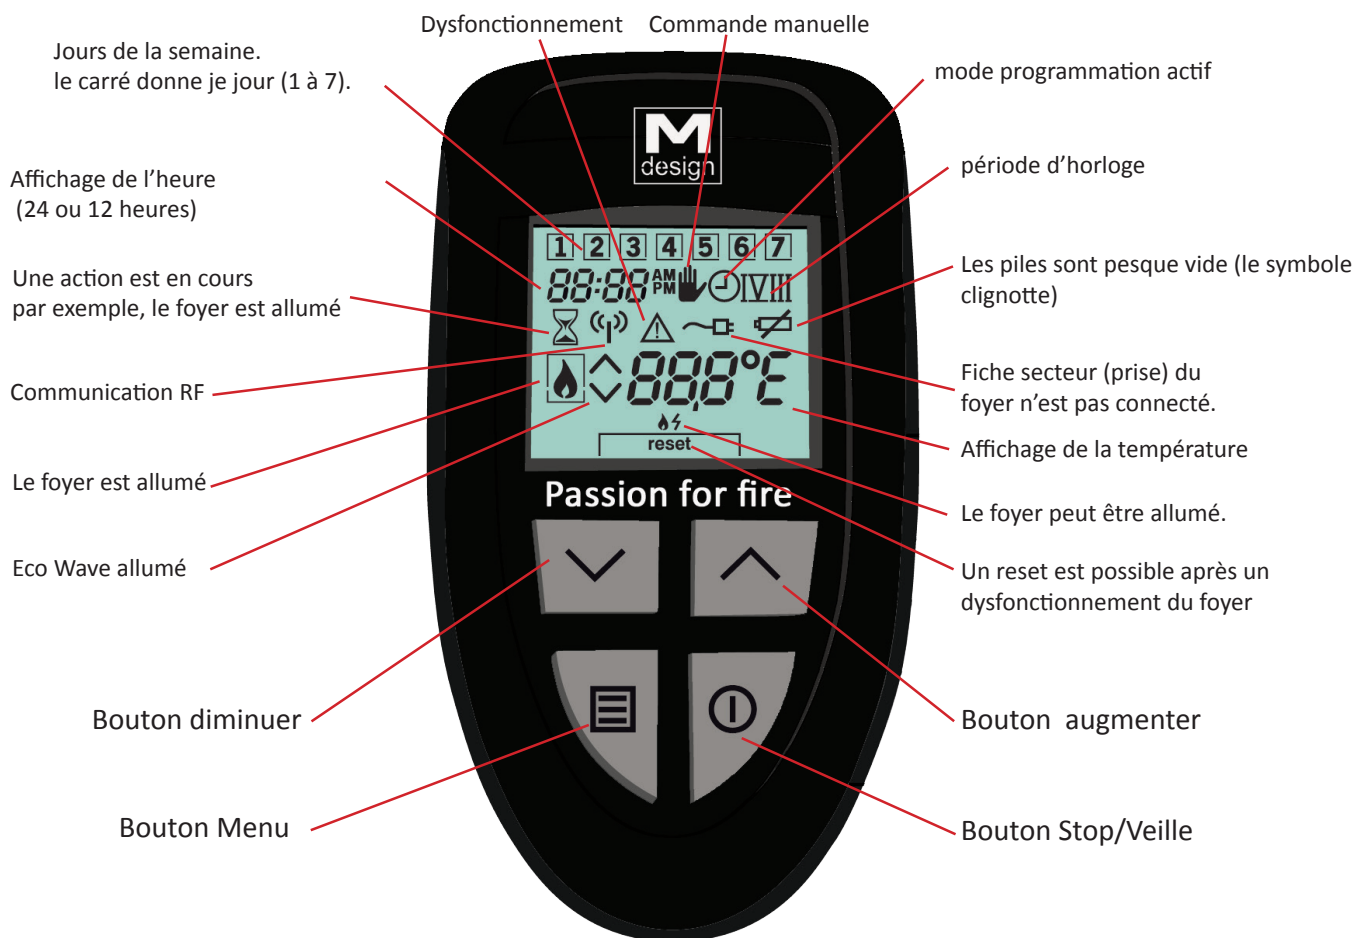 Dysfonctionnement
Commande manuelle
Jours de la semaine.
le carré donne je jour (1 à 7).
mode programmation actif
Affichage de l'heure
(24 ou 12 heures)
période d'horloge
Une action est en cours
par exemple, le foyer est allumé
Les piles sont pesque vide (le symbole
clignotte)
Communication RF
Fiche secteur (prise) du
foyer n'est pas connecté.
Affichage de la température
Le foyer est allumé
Le foyer peut être allumé.
Eco Wave allumé
Un reset est possible après un
dysfonctionnement du foyer
Bouton diminuer
Bouton augmenter
Bouton Menu
Bouton Stop/Veille
M
design
1 2 3 4 5 6 7
88:88 AM PM IVIII
88,8°E
reset
Passion for fire